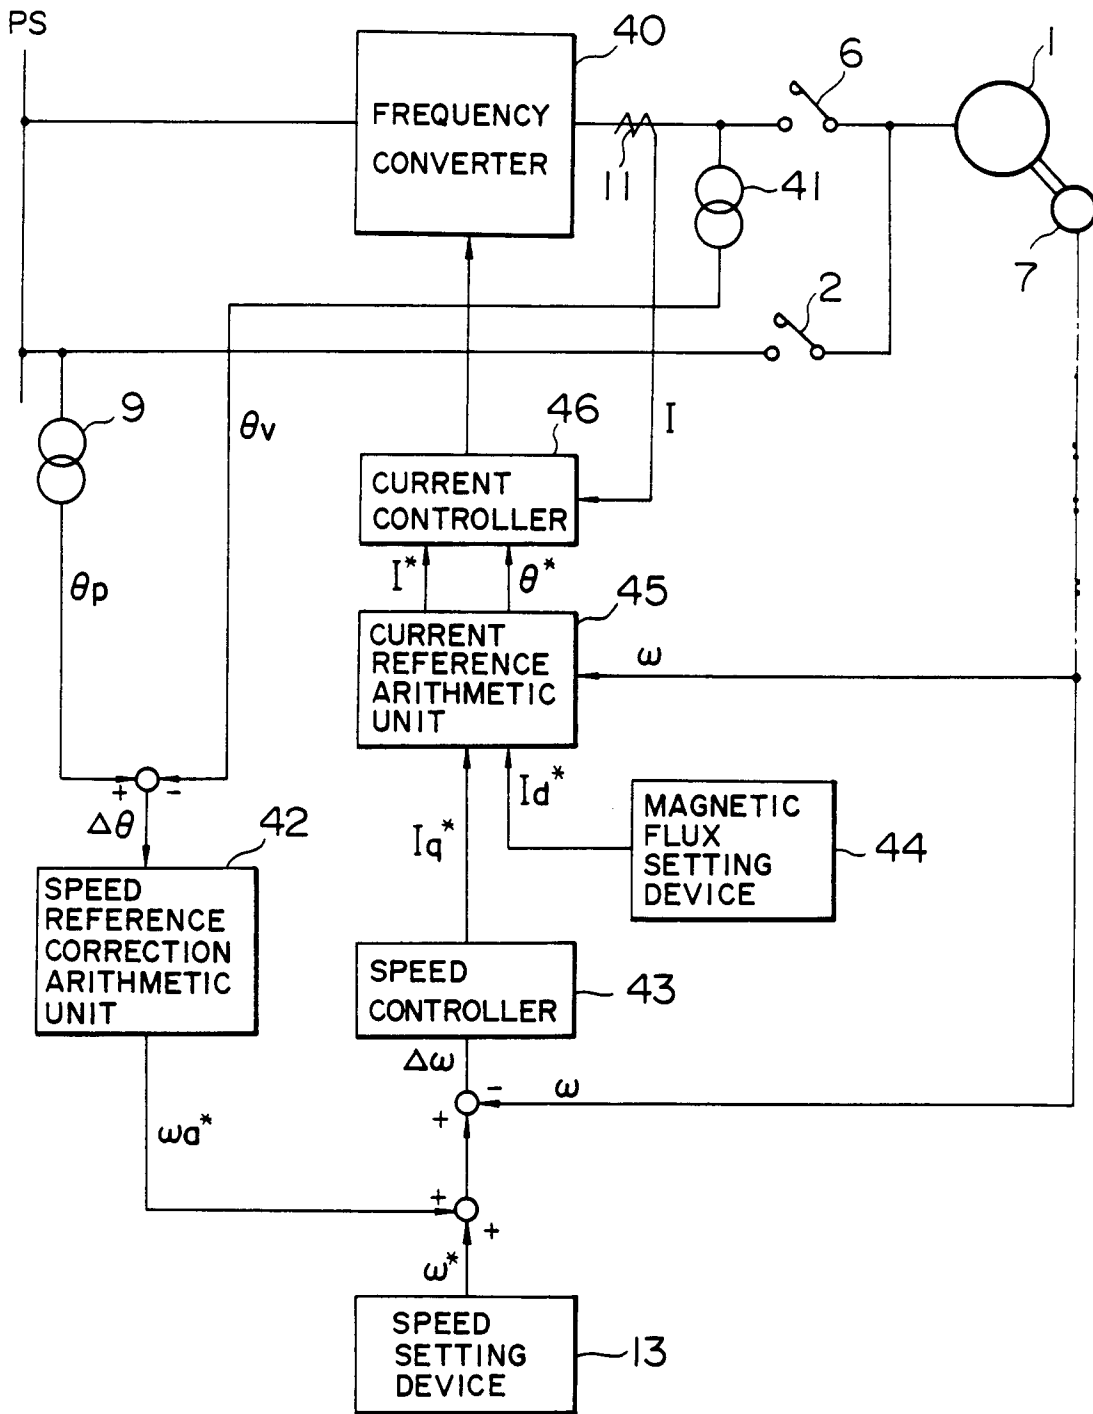 PS
40
6
1
FREQUENCY
CONVERTER
11
41
7
2
9
θv
46
I
CURRENT
CONTROLLER
θp
I*
θ*
45
CURRENT
REFERENCE
ARITHMETIC
UNIT
ω
+
-
Δθ
42
Iq*
Id*
MAGNETIC
FLUX
SETTING
DEVICE
44
SPEED
REFERENCE
CORRECTION
ARITHMETIC
UNIT
SPEED
CONTROLLER
43
Δω
-
ω
+
ωa*
+
+
ω*
SPEED
SETTING
DEVICE
13